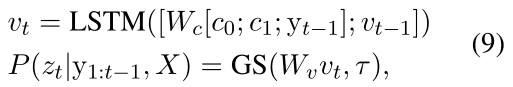 v_t = LSTM([W_c[c_0; c_1; y_{t−1}]; v_{t−1}])
P(z_t|y_{1:t−1}, X) = GS(W_v v_t, τ),
(9)